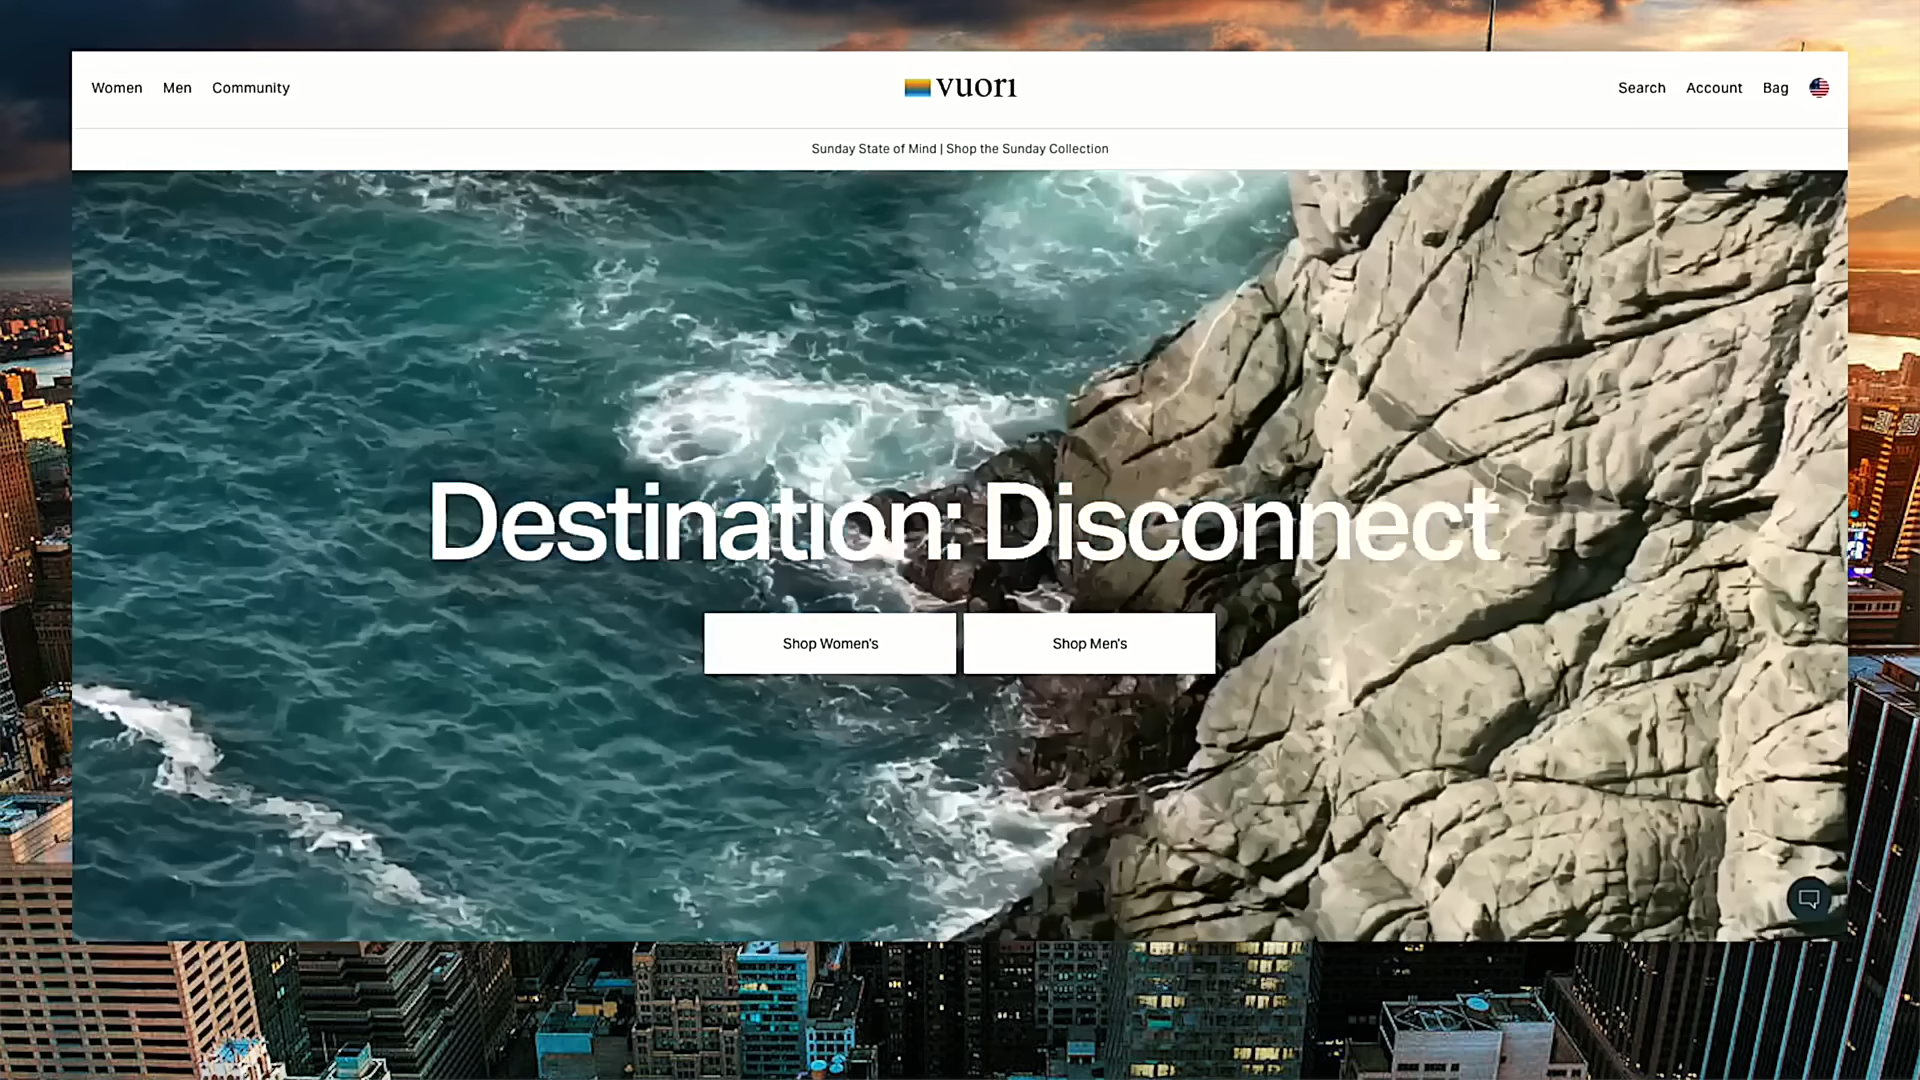 Women
Men
Community
vuori
Search
Account
Bag
Sunday State of Mind | Shop the Sunday Collection
Destination: Disconnect
Shop Women's
Shop Men's